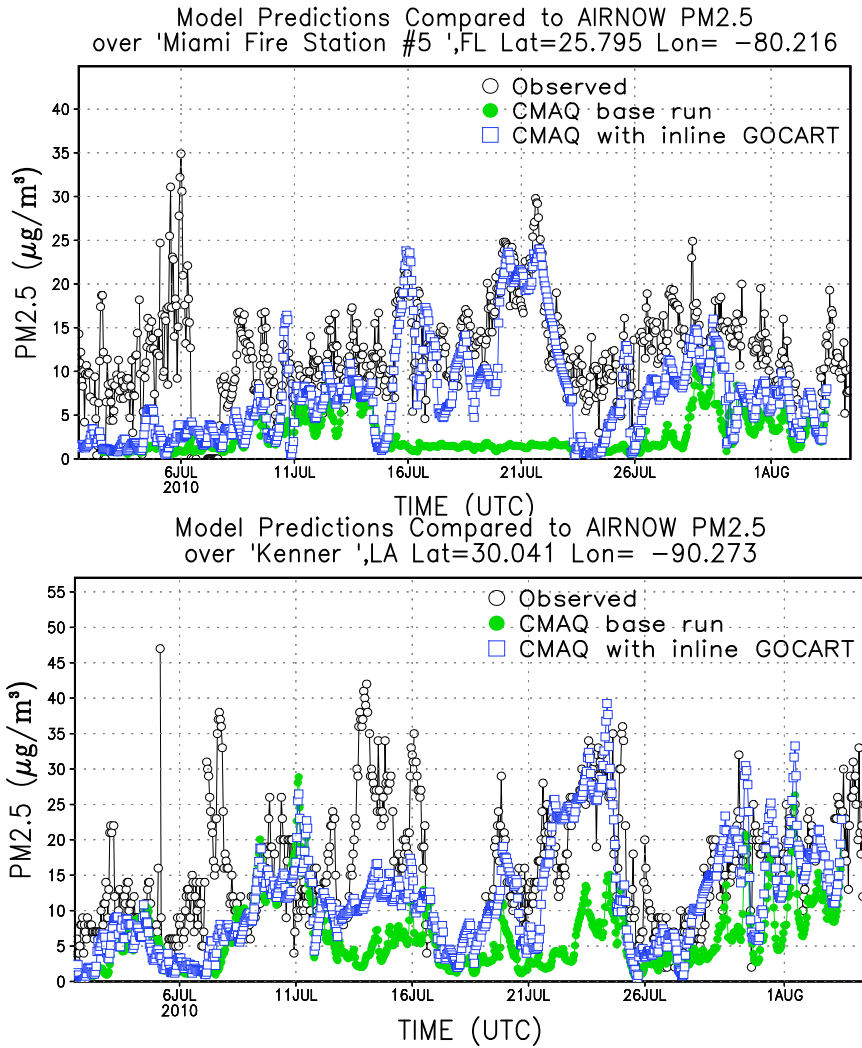 Model Predictions Compared to AIRNOW PM2.5
over 'Miami Fire Station #5 ',FL Lat=25.795 Lon= -80.216
Observed
CMAQ base run
CMAQ with inline GOCART
40
35
30
25
20
15
10
5
0
PM2.5 (μg/m³)
6JUL 11JUL 16JUL 21JUL 26JUL 1AUG
2010
TIME (UTC)
Model Predictions Compared to AIRNOW PM2.5
over 'Kenner ',LA Lat=30.041 Lon= -90.273
Observed
CMAQ base run
CMAQ with inline GOCART
55
50
45
40
35
30
25
20
15
10
5
0
PM2.5 (μg/m³)
6JUL 11JUL 16JUL 21JUL 26JUL 1AUG
2010
TIME (UTC)